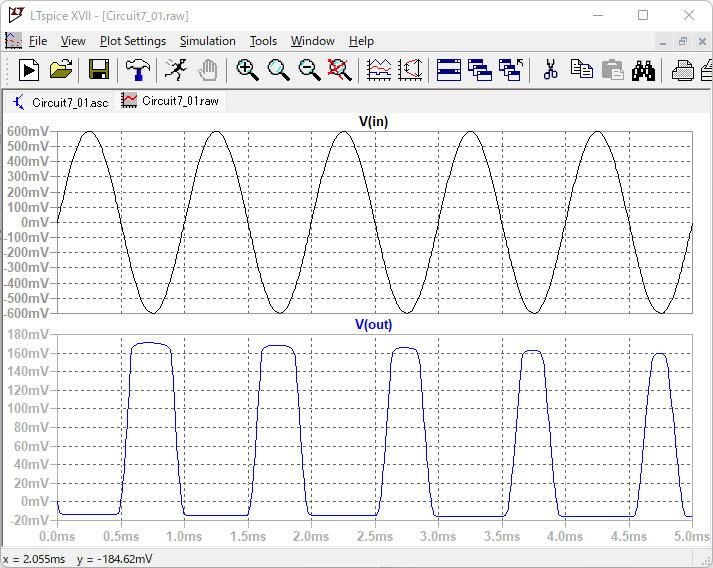 LTspice XVII - [Circuit7_01.raw]
File View Plot Settings Simulation Tools Window Help
Circuit7_01.asc Circuit7_01.raw
V(in)
600mV
500mV
400mV
300mV
200mV
100mV
0mV
-100mV
-200mV
-300mV
-400mV
-500mV
-600mV
V(out)
180mV
160mV
140mV
120mV
100mV
80mV
60mV
40mV
20mV
0mV
-20mV
0.0ms 0.5ms 1.0ms 1.5ms 2.0ms 2.5ms 3.0ms 3.5ms 4.0ms 4.5ms 5.0ms
x = 2.055ms y = -184.62mV